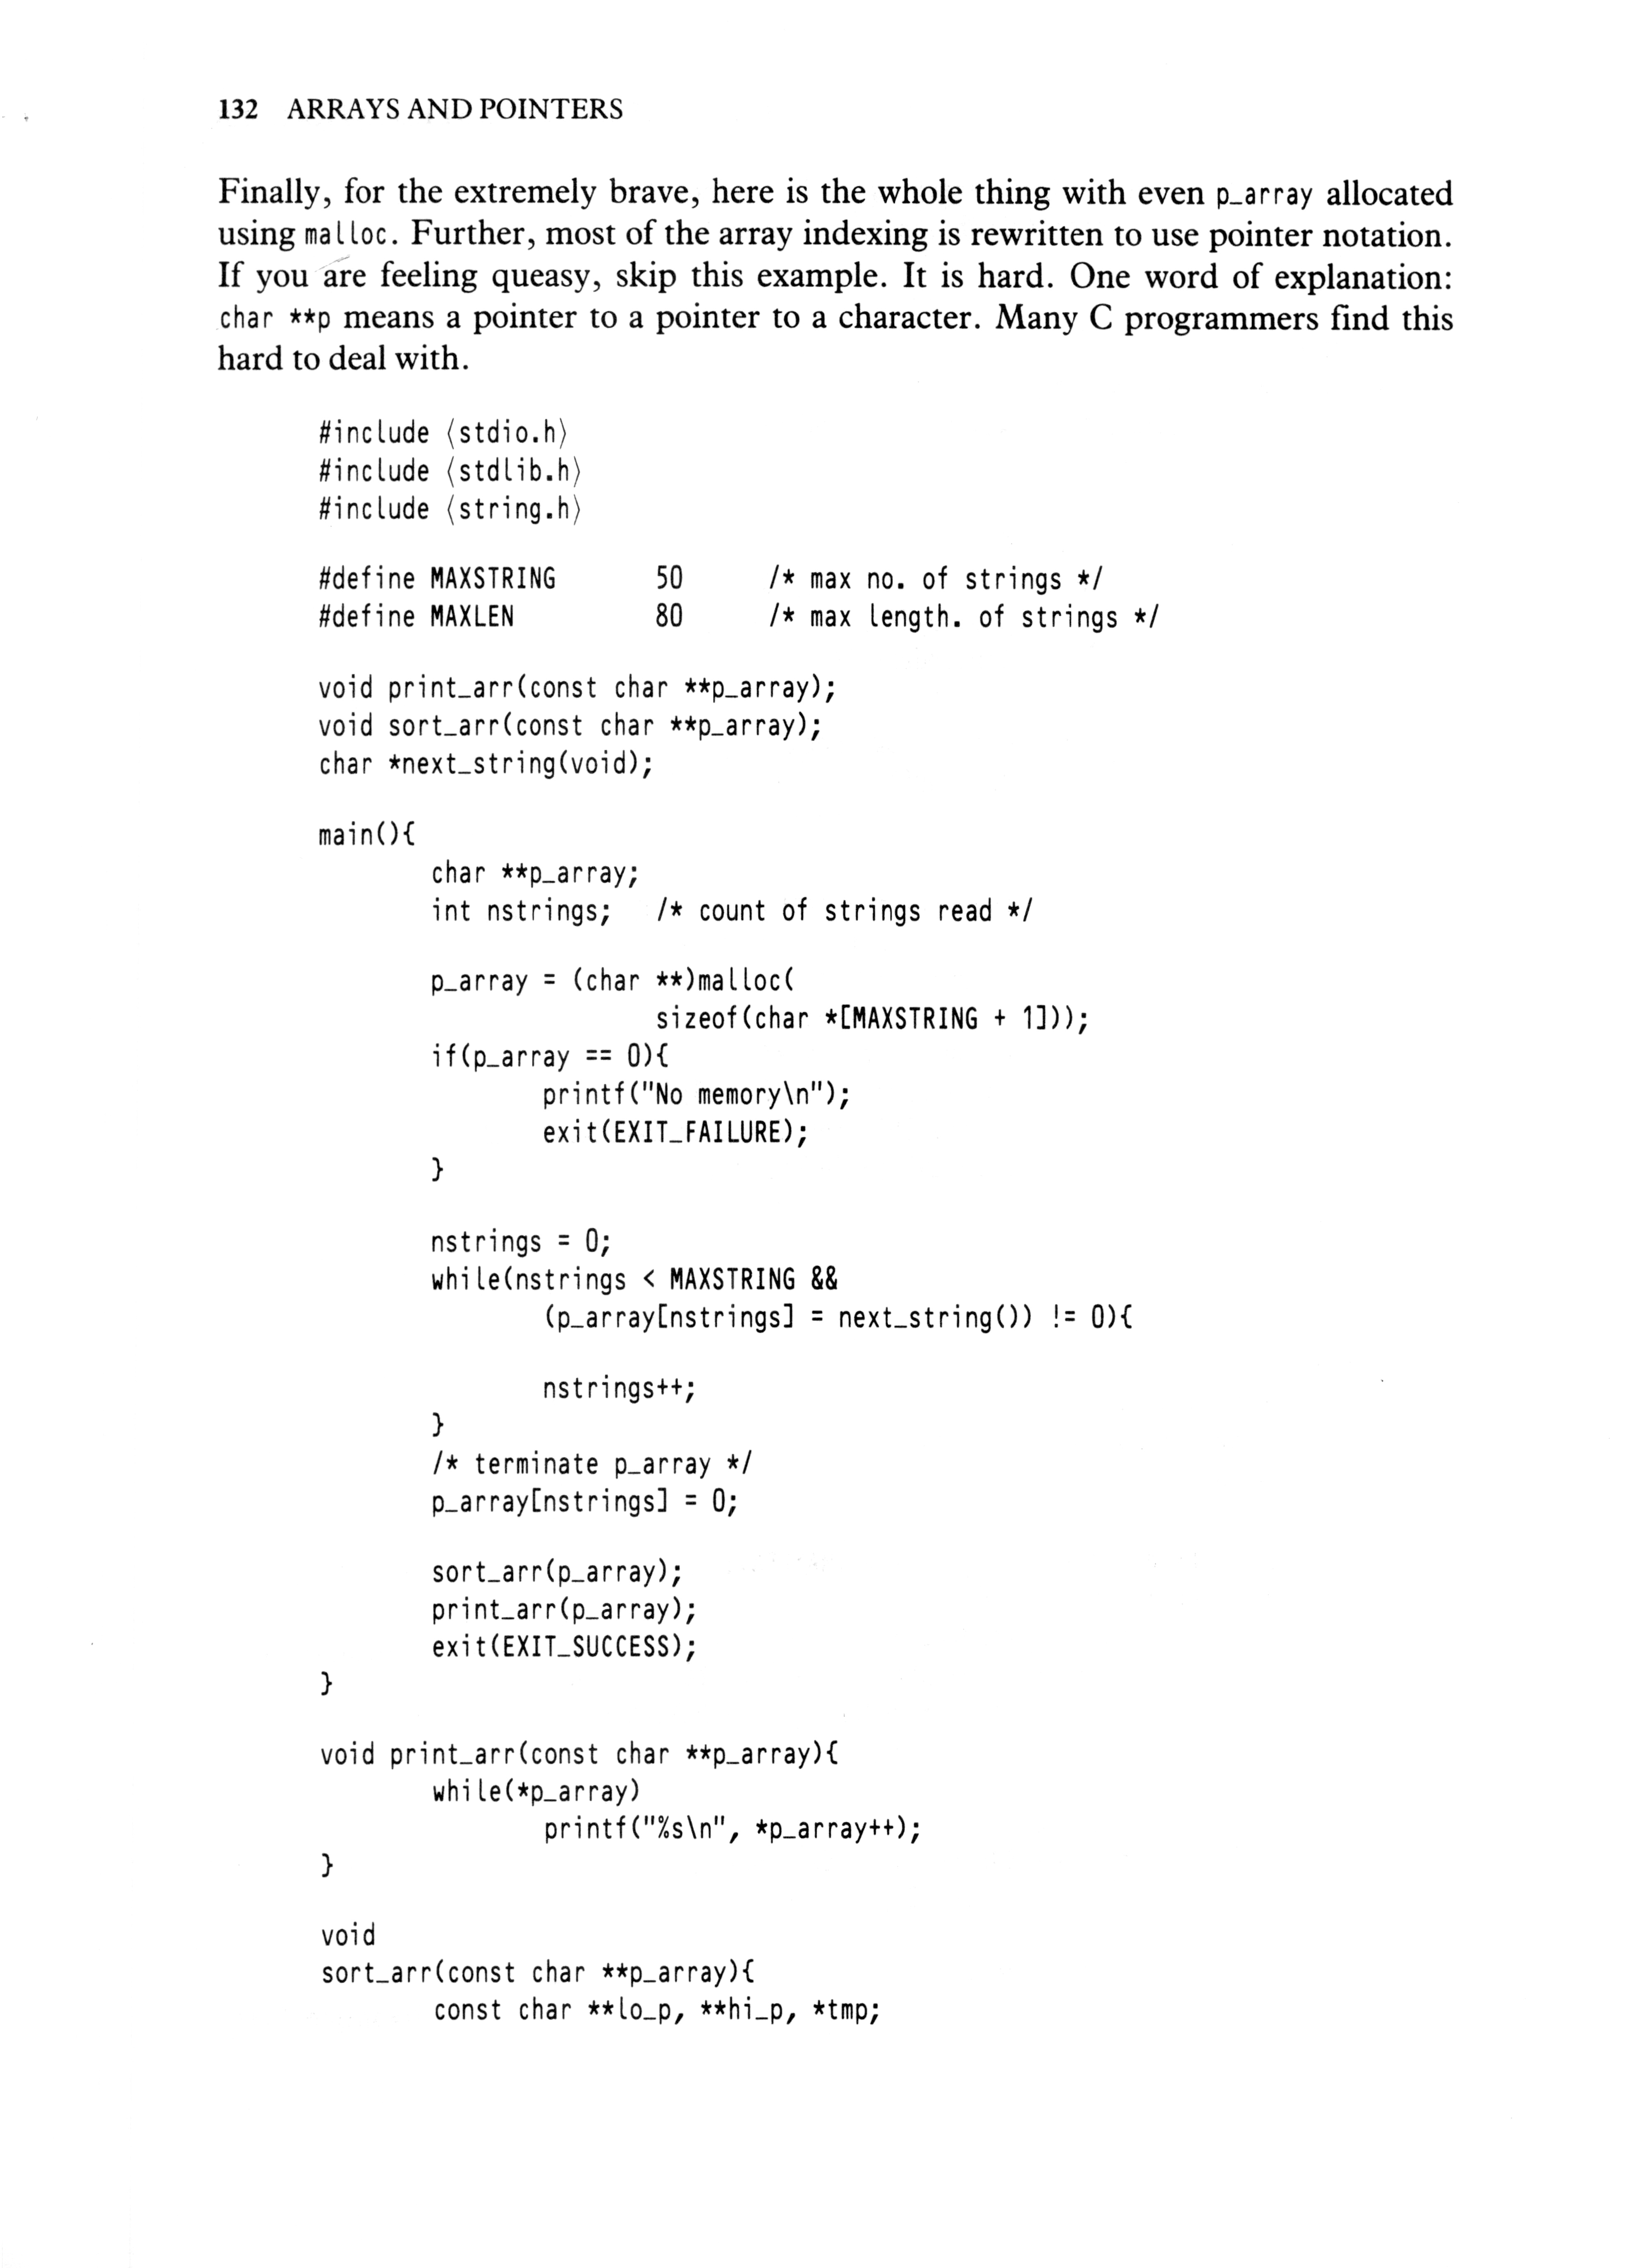 132 ARRAYS AND POINTERS
Finally, for the extremely brave, here is the whole thing with even p_array allocated
using malloc. Further, most of the array indexing is rewritten to use pointer notation.
If you are feeling queasy, skip this example. It is hard. One word of explanation:
char **p means a pointer to a pointer to a character. Many C programmers find this
hard to deal with.
#include ⟨stdio.h⟩
#include ⟨stdlib.h⟩
#include ⟨string.h⟩
#define MAXSTRING 50 /* max no. of strings */
#define MAXLEN 80 /* max length. of strings */
void print_arr(const char **p_array);
void sort_arr(const char **p_array);
char *next_string(void);
main(){
char **p_array;
int nstrings; /* count of strings read */
p_array = (char **)malloc(
sizeof(char *[MAXSTRING + 1]));
if(p_array == 0){
printf("No memory\n");
exit(EXIT_FAILURE);
}
nstrings = 0;
while(nstrings < MAXSTRING &&
(p_array[nstrings] = next_string()) != 0){
nstrings++;
}
/* terminate p_array */
p_array[nstrings] = 0;
sort_arr(p_array);
print_arr(p_array);
exit(EXIT_SUCCESS);
}
void print_arr(const char **p_array){
while(*p_array)
printf("%s\n", *p_array++);
}
void
sort_arr(const char **p_array){
const char **lo_p, **hi_p, *tmp;